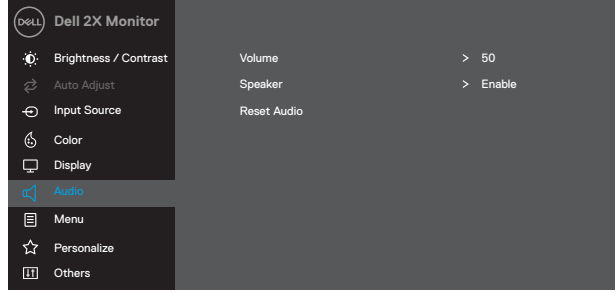 DELL Dell 2X Monitor
Brightness / Contrast Volume > 50
Auto Adjust Speaker > Enable
Input Source Reset Audio
Color
Display
Audio
Menu
Personalize
Others